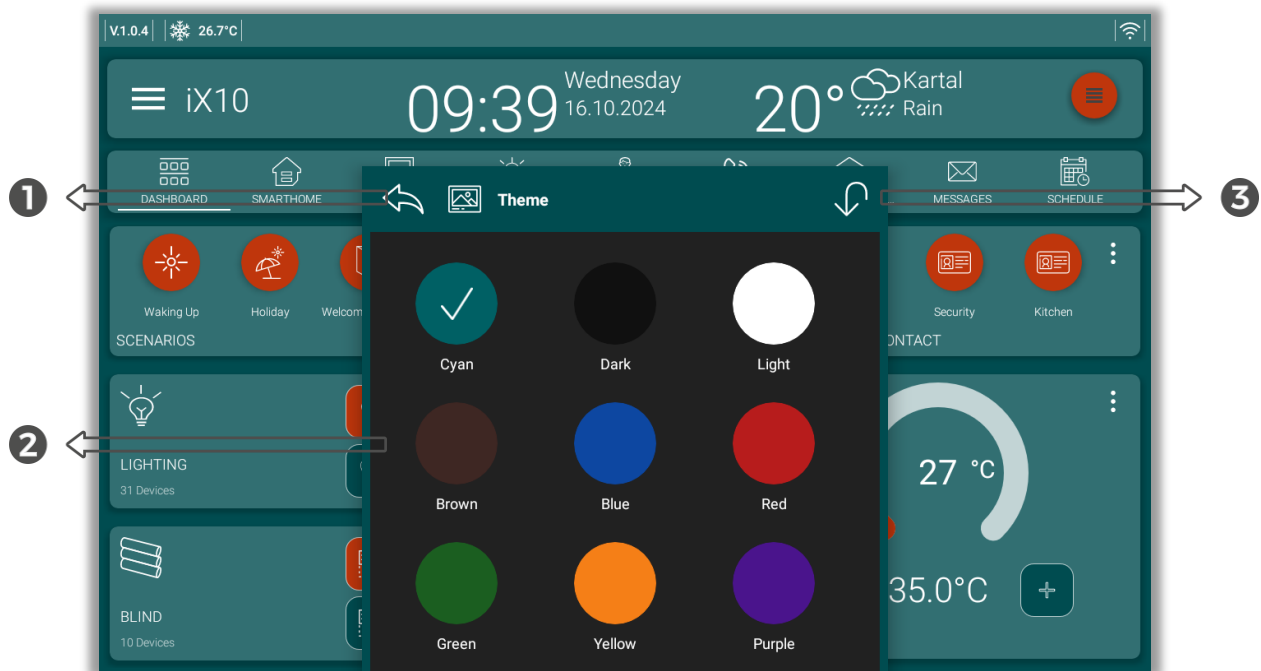 V.1.0.4 26.7°C
iX10 09:39 Wednesday 16.10.2024 20° Kartal Rain
1 DASHBOARD SMARTHOME Theme MESSAGES SCHEDULE 3
Waking Up Holiday Welcom Security Kitchen
SCENARIOS ONTACT
Cyan Dark Light
2
LIGHTING 27 °C
31 Devices
Brown Blue Red
35.0°C
BLIND
10 Devices
Green Yellow Purple